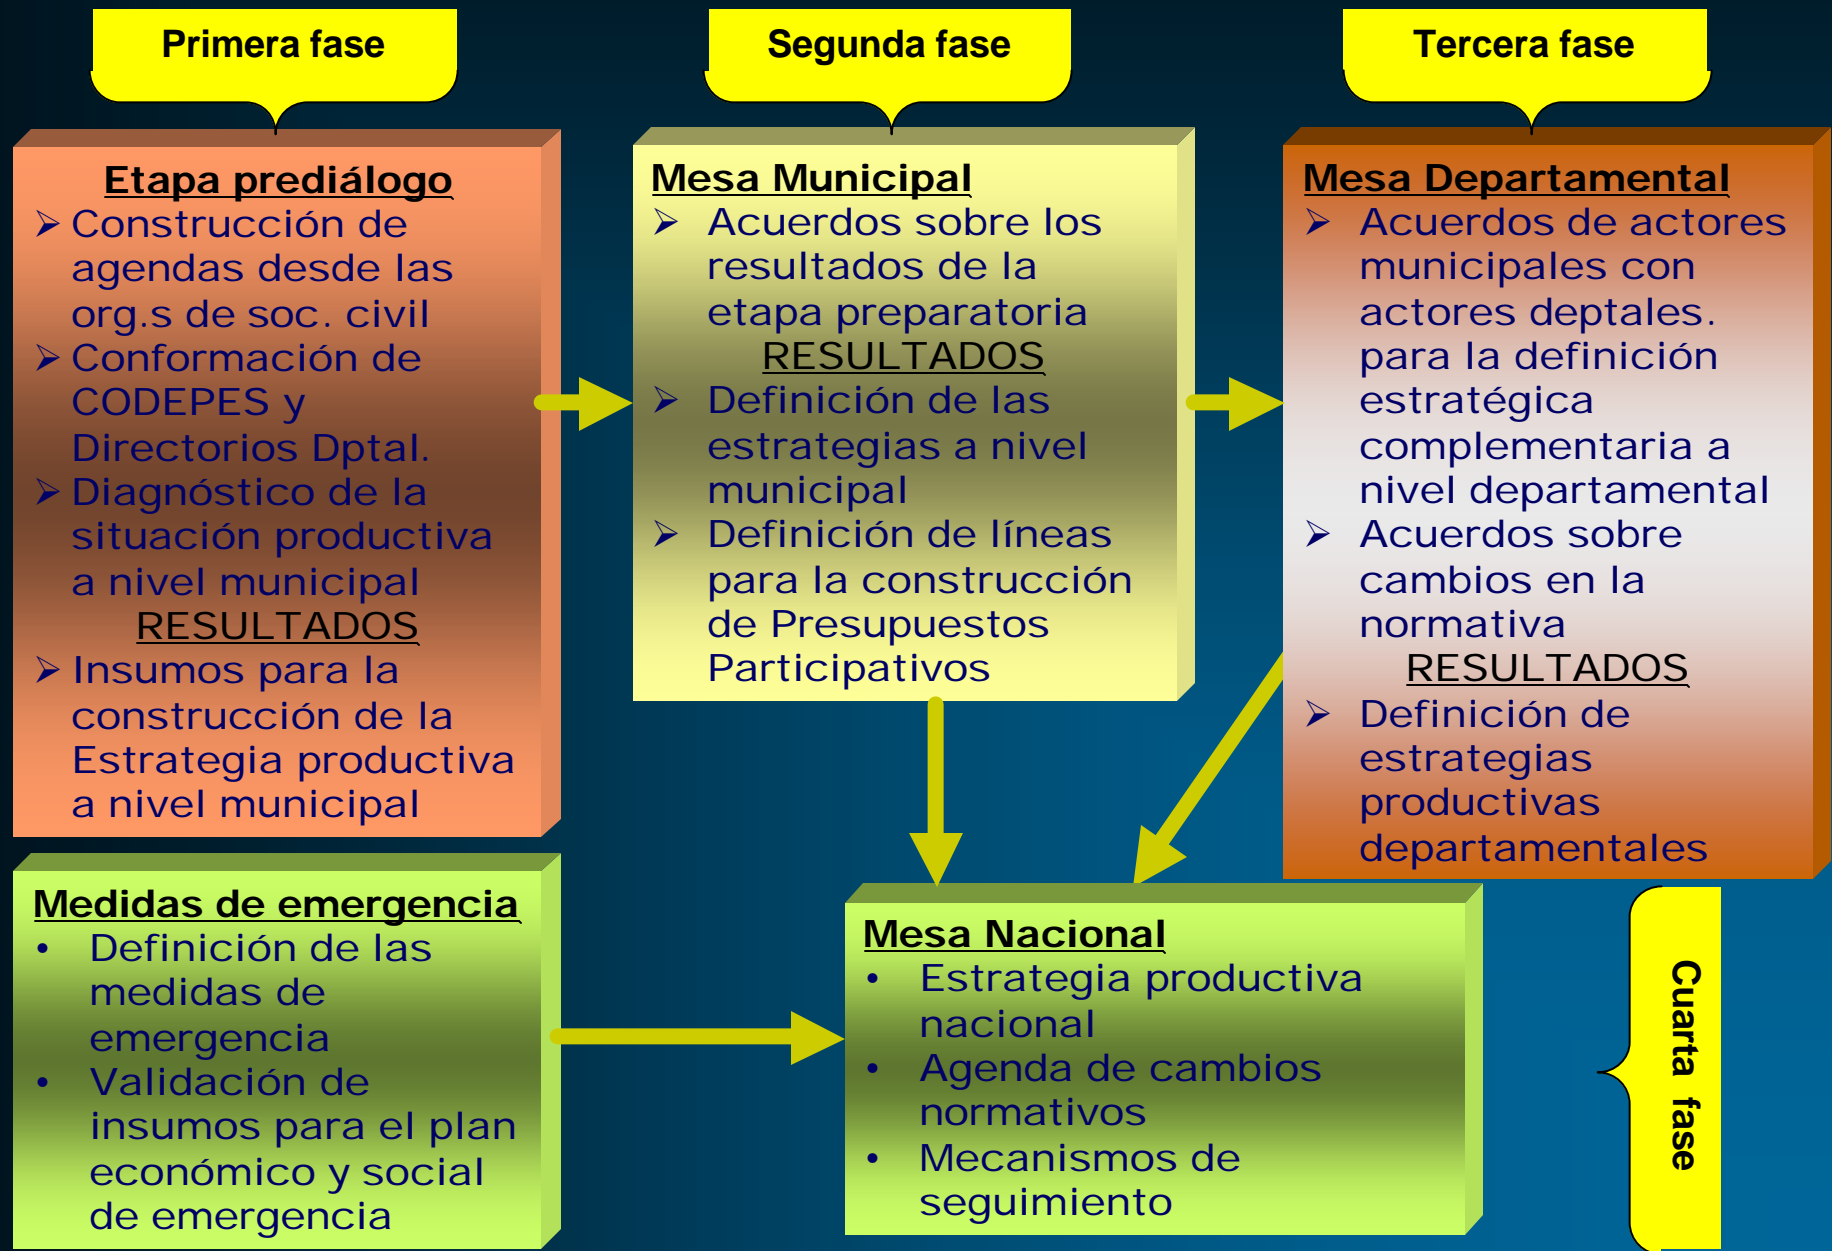 Primera fase
Segunda fase
Tercera fase
Etapa prediálogo
➢ Construcción de
agendas desde las
org.s de soc. civil
➢ Conformación de
CODEPES y
Directorios Dptal.
➢ Diagnóstico de la
situación productiva
a nivel municipal
RESULTADOS
➢ Insumos para la
construcción de la
Estrategia productiva
a nivel municipal
Mesa Municipal
➢ Acuerdos sobre los
resultados de la
etapa preparatoria
RESULTADOS
➢ Definición de las
estrategias a nivel
municipal
➢ Definición de líneas
para la construcción
de Presupuestos
Participativos
Mesa Departamental
➢ Acuerdos de actores
municipales con
actores deptales.
para la definición
estratégica
complementaria a
nivel departamental
➢ Acuerdos sobre
cambios en la
normativa
RESULTADOS
➢ Definición de
estrategias
productivas
departamentales
Medidas de emergencia
• Definición de las
medidas de
emergencia
• Validación de
insumos para el plan
económico y social
de emergencia
Mesa Nacional
• Estrategia productiva
nacional
• Agenda de cambios
normativos
• Mecanismos de
seguimiento
Cuarta fase